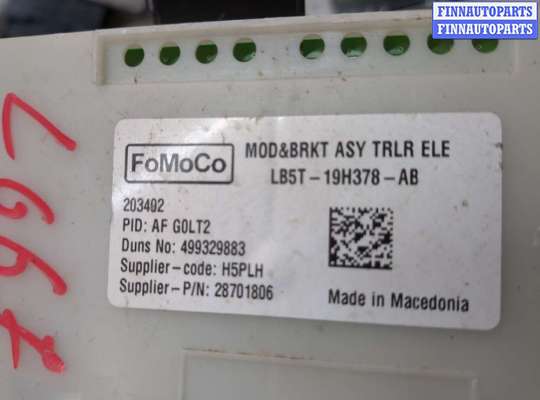 FINNAUTOPARTS
FINNAUTOPARTS
FoMoCo
MOD&BRKT ASY TRLR ELE
LB5T-19H378-AB
203402
PID: AF G0LT2
Duns No: 499329883
Supplier-code: H5PLH
Supplier-P/N: 28701806
Made in Macedonia